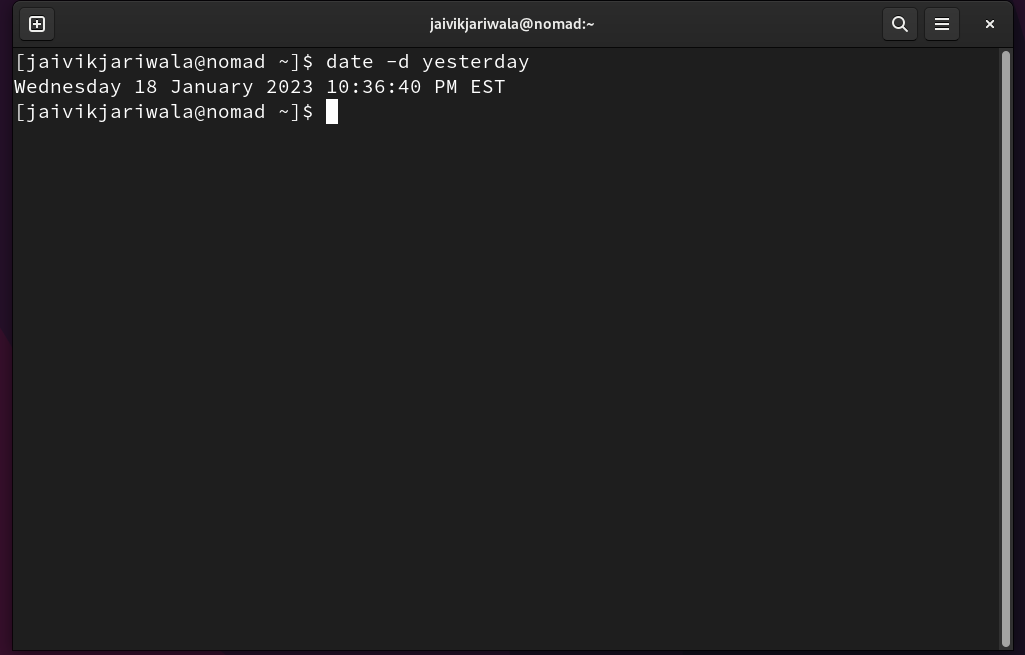 jaivikjariwala@nomad:~
[jaivikjariwala@nomad ~]$ date -d yesterday
Wednesday 18 January 2023 10:36:40 PM EST
[jaivikjariwala@nomad ~]$